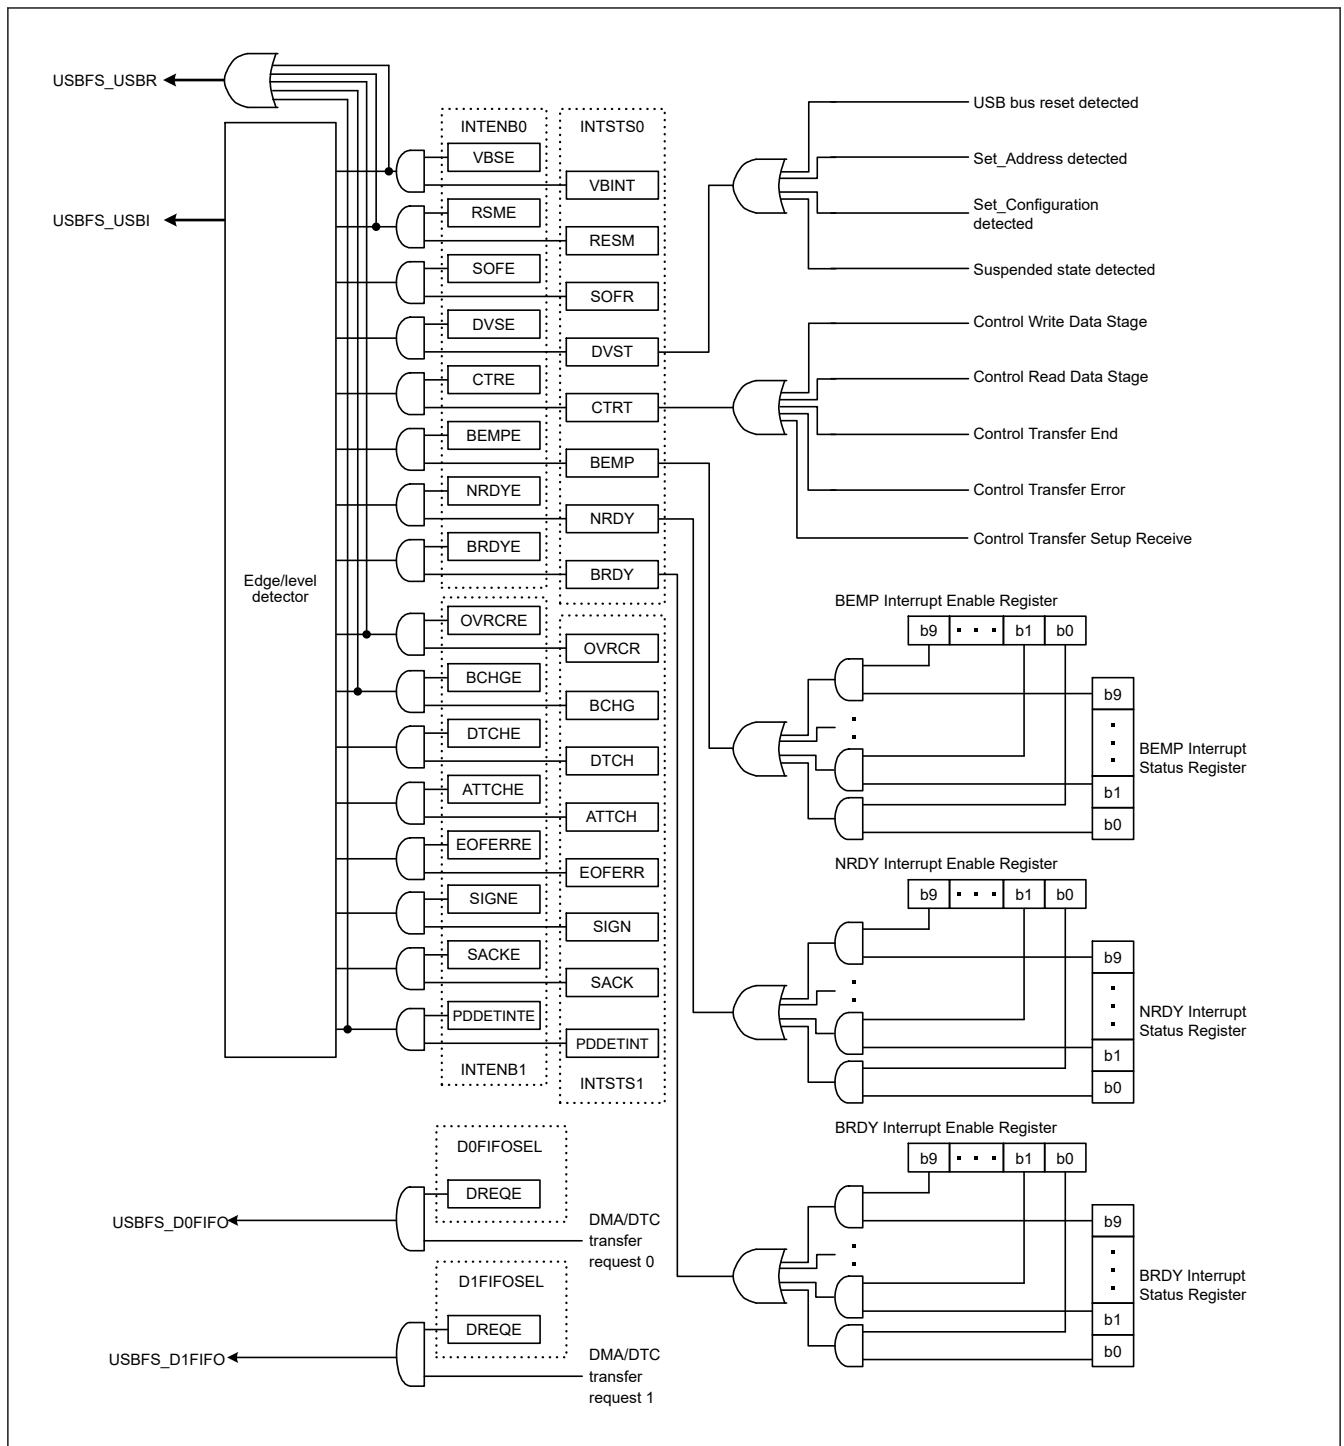 USBFS_USBR
USBFS_USBI
Edge/level
detector
INTENB0
VBSE
RSME
SOFE
DVSE
CTRE
BEMPE
NRDYE
BRDYE
OVRCRE
BCHGE
DTCHE
ATTCHE
EOFERRE
SIGNE
SACKE
PDDETINTE
INTENB1
INTSTS0
VBINT
RESM
SOFR
DVST
CTRT
BEMP
NRDY
BRDY
OVRCR
BCHG
DTCH
ATTCH
EOFERR
SIGN
SACK
PDDETINT
INTSTS1
USB bus reset detected
Set_Address detected
Set_Configuration
detected
Suspended state detected
Control Write Data Stage
Control Read Data Stage
Control Transfer End
Control Transfer Error
Control Transfer Setup Receive
BEMP Interrupt Enable Register
b9 · · · b1 b0
b9
b1
b0
BEMP Interrupt
Status Register
NRDY Interrupt Enable Register
b9 · · · b1 b0
b9
b1
b0
NRDY Interrupt
Status Register
BRDY Interrupt Enable Register
b9 · · · b1 b0
b9
b1
b0
BRDY Interrupt
Status Register
D0FIFOSEL
DREQE
USBFS_D0FIFO
DMA/DTC
transfer
request 0
D1FIFOSEL
DREQE
USBFS_D1FIFO
DMA/DTC
transfer
request 1